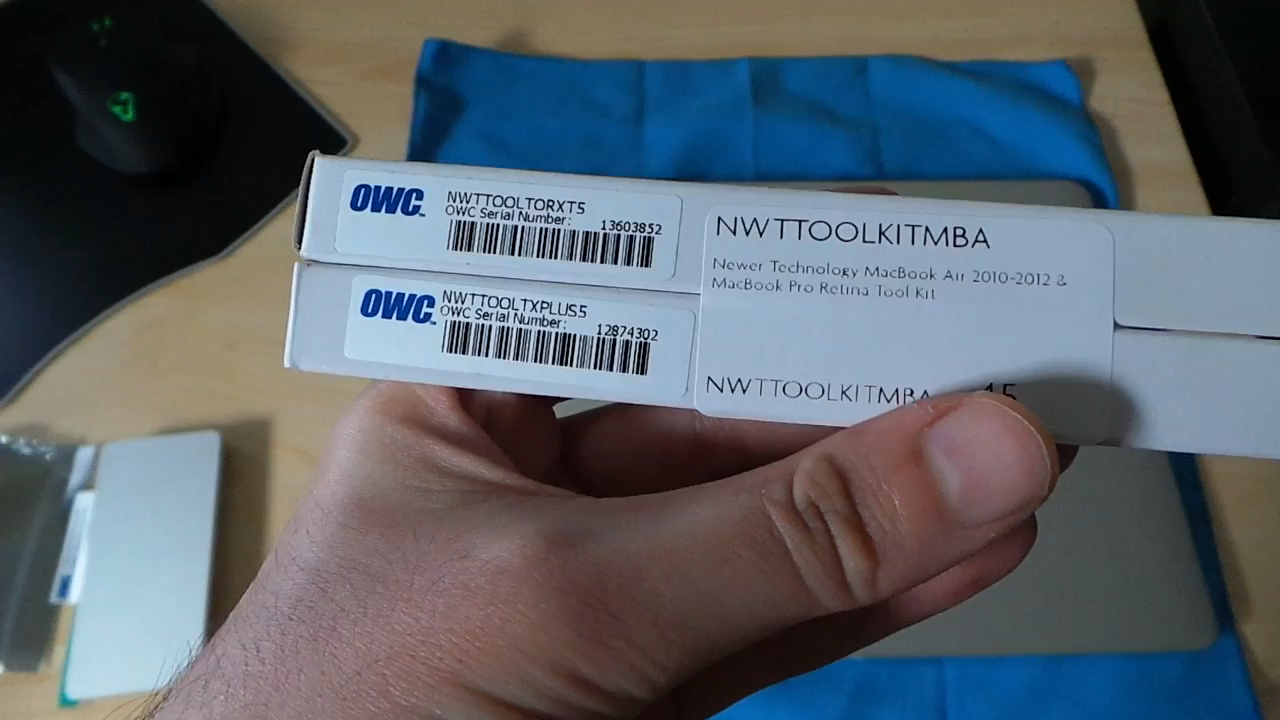 OWC
NWTTOOLTORXT5
OWC Serial Number:
13603852
OWC
NWTTOOLTXPLUS5
OWC Serial Number:
12874302
NWTTOOLKITMBA
Newer Technology MacBook Air 2010-2012 &
MacBook Pro Retina Tool Kit
NWTTOOLKITMBA